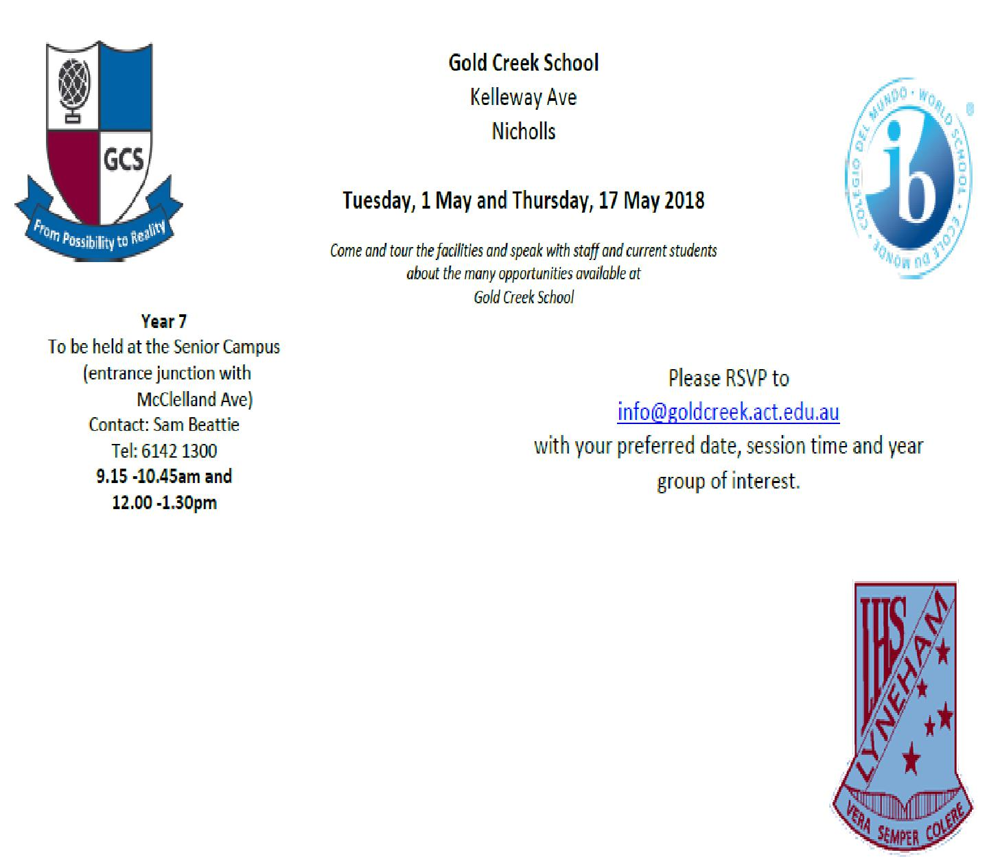 Gold Creek School
Kelleway Ave
Nicholls
Tuesday, 1 May and Thursday, 17 May 2018
Come and tour the facilities and speak with staff and current students
about the many opportunities available at
Gold Creek School
GCS
From Possibility to Reality
COLEGIO DEL MUNDO · WORLD SCHOOL · ECOLE DU MONDE ·
ib
®
Year 7
To be held at the Senior Campus
(entrance junction with
McClelland Ave)
Contact: Sam Beattie
Tel: 6142 1300
9.15 -10.45am and
12.00 -1.30pm
Please RSVP to
info@goldcreek.act.edu.au
with your preferred date, session time and year
group of interest.
LHS
LYNEHAM
VERA SEMPER COLERE